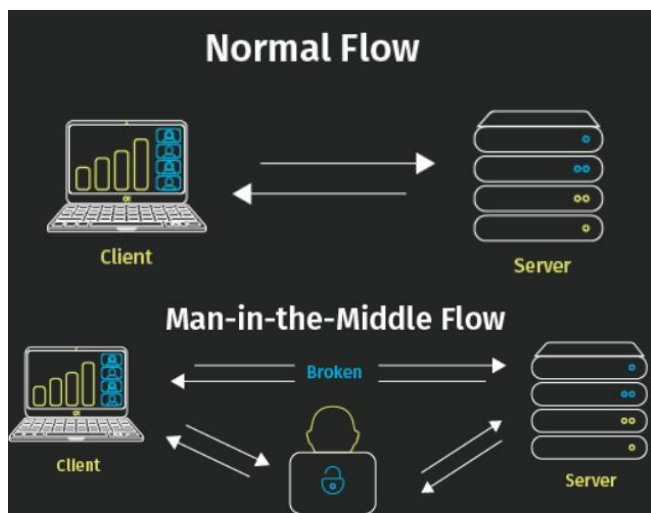 Normal Flow
Client
Server
Man-in-the-Middle Flow
Broken
Client
Server